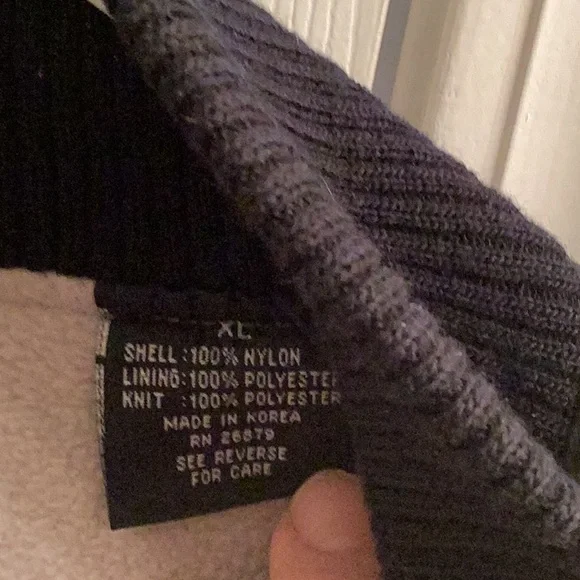 XL
SHELL :100% NYLON
LINING:100% POLYESTER
KNIT :100% POLYESTER
MADE IN KOREA
RN 26879
SEE REVERSE
FOR CARE